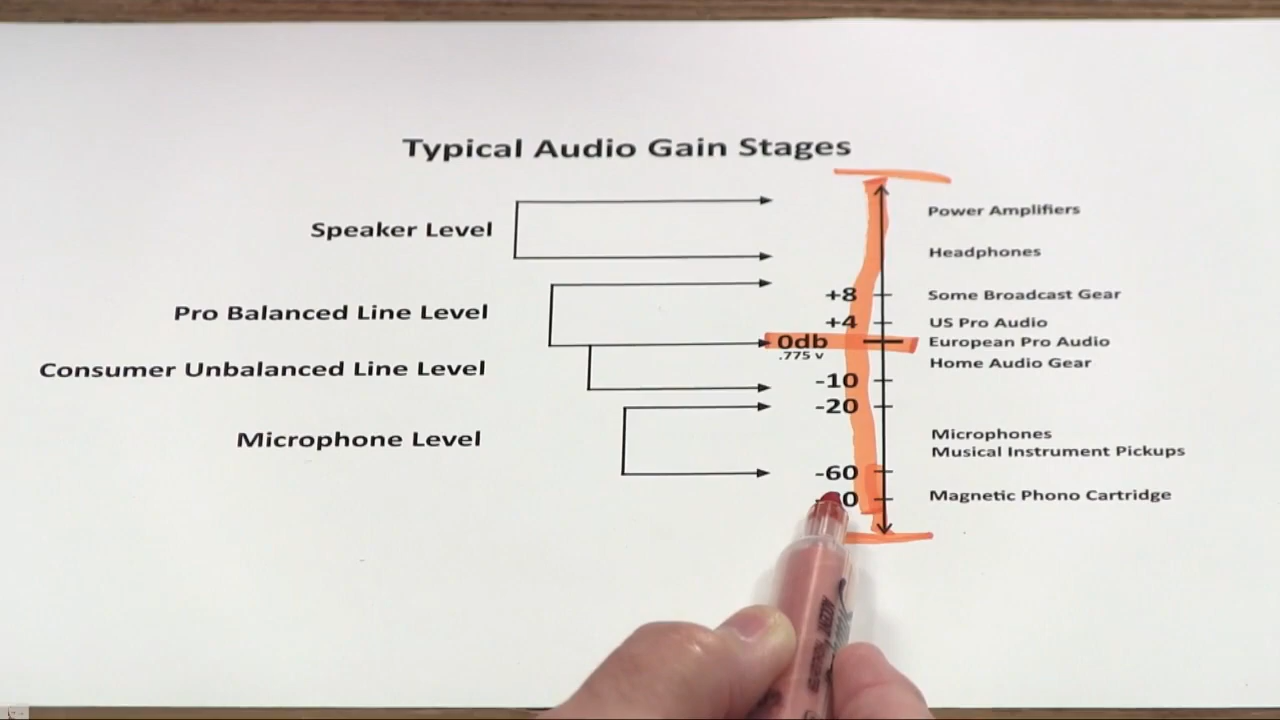 Typical Audio Gain Stages
Speaker Level
Pro Balanced Line Level
Consumer Unbalanced Line Level
Microphone Level
+8
+4
0db
.775 v
-10
-20
-60
Power Amplifiers
Headphones
Some Broadcast Gear
US Pro Audio
European Pro Audio
Home Audio Gear
Microphones
Musical Instrument Pickups
Magnetic Phono Cartridge